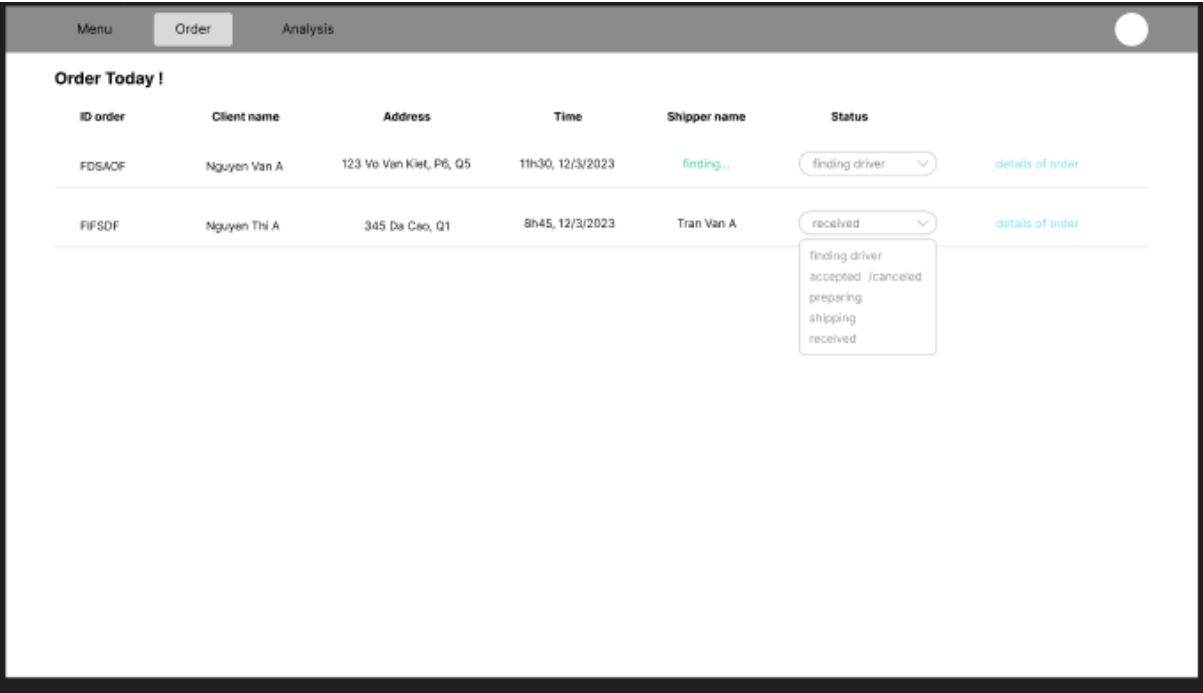 Menu Order Analysis
Order Today !
ID order Client name Address Time Shipper name Status
FDSAOF Nguyen Van A 123 Vo Van Kiet, P6, Q5 11h30, 12/3/2023 finding... finding driver details of order
FIFSDF Nguyen Thi A 345 Da Cao, Q1 8h45, 12/3/2023 Tran Van A received details of order
finding driver
accepted /canceled
preparing
shipping
received